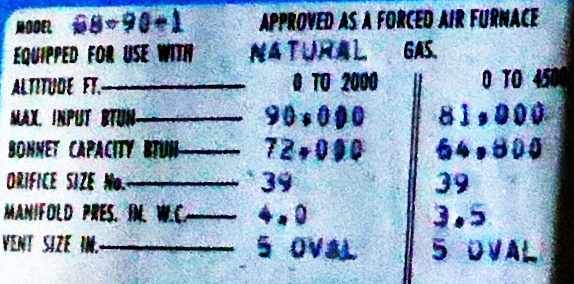 MODEL 68-90-1 APPROVED AS A FORCED AIR FURNACE
EQUIPPED FOR USE WITH NATURAL GAS.
ALTITUDE FT. 0 TO 2000 0 TO 4500
MAX. INPUT BTUH 90,000 81,000
BONNET CAPACITY BTUH 72,000 64,800
ORIFICE SIZE No. 39 39
MANIFOLD PRES. IN. W.C. 4.0 3.5
VENT SIZE IN. 5 OVAL 5 OVAL